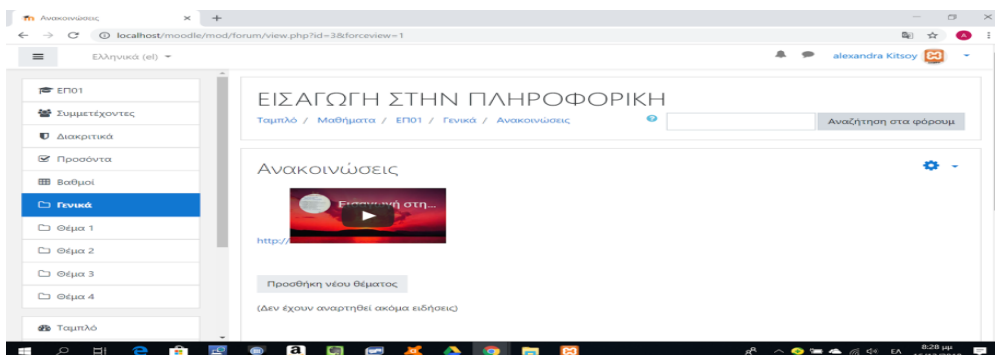 Ανακοινώσεις
localhost/moodle/mod/forum/view.php?id=3&forceview=1
Ελληνικά (el)
alexandra Kitsoy
ΕΠ01
Συμμετέχοντες
Διακριτικά
Προσόντα
Βαθμοί
Γενικά
Θέμα 1
Θέμα 2
Θέμα 3
Θέμα 4
Ταμπλό
ΕΙΣΑΓΩΓΗ ΣΤΗΝ ΠΛΗΡΟΦΟΡΙΚΗ
Ταμπλό / Μαθήματα / ΕΠ01 / Γενικά / Ανακοινώσεις
Αναζήτηση στα φόρουμ
Ανακοινώσεις
Εισαγωγή στη...
http://
Προσθήκη νέου θέματος
(Δεν έχουν αναρτηθεί ακόμα ειδήσεις)
ΕΛ
8:28 μμ